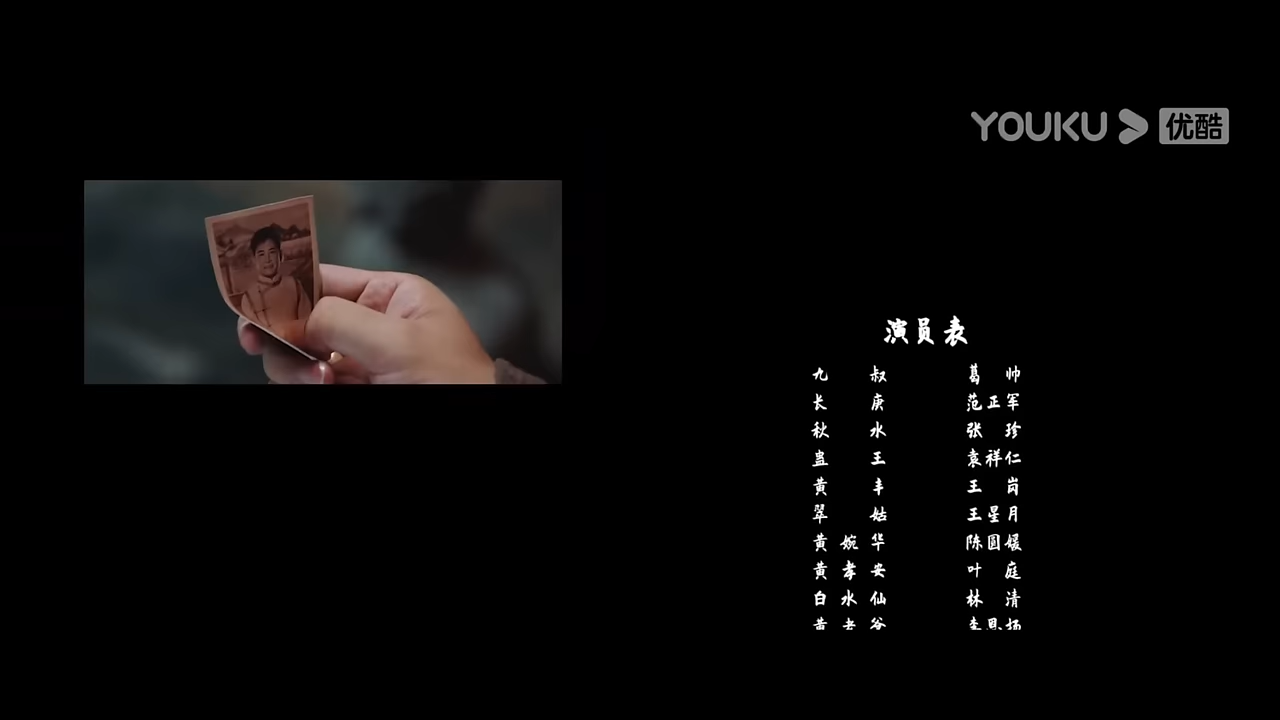 YOUKU 优酷
演员表
九叔 葛帅
长庚 范正军
秋水 张珍
蛊王 袁祥仁
黄丰 王岗
翠姑 王星月
黄婉华 陈圆媛
黄孝安 叶庭
白水仙 林清